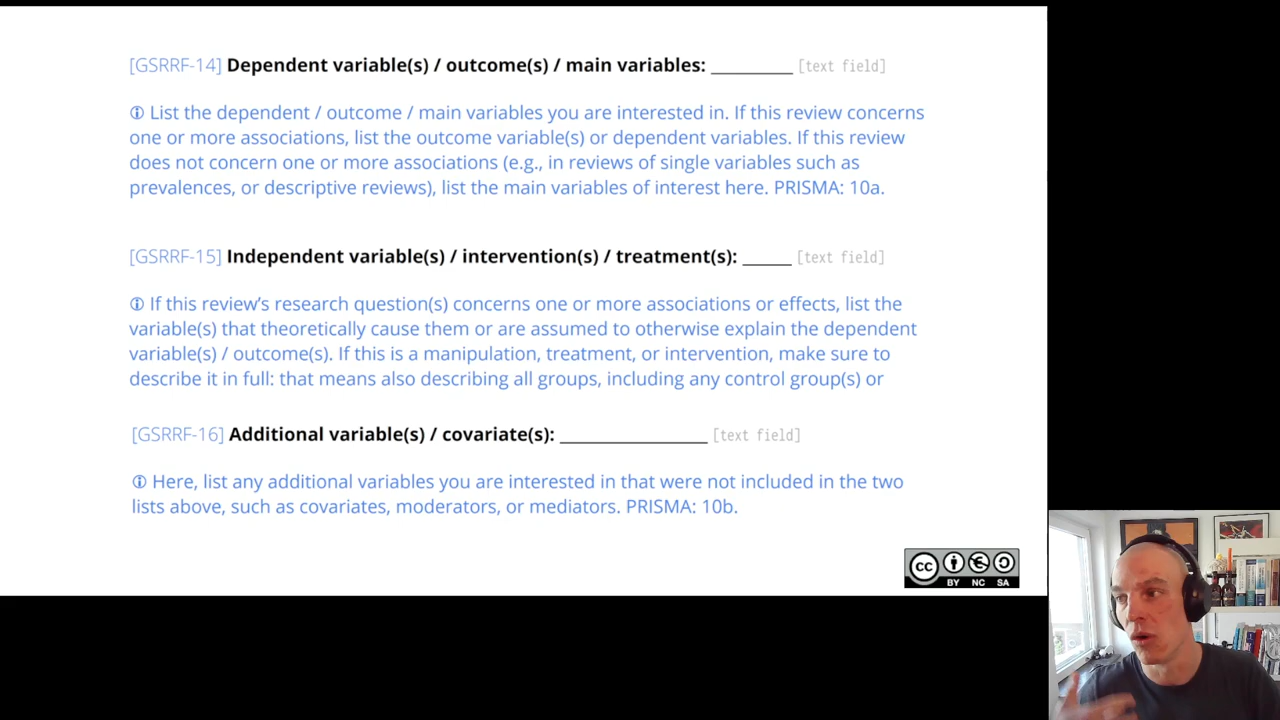 [GSRRF-14] Dependent variable(s) / outcome(s) / main variables: __________ [text field]
ⓘ List the dependent / outcome / main variables you are interested in. If this review concerns
one or more associations, list the outcome variable(s) or dependent variables. If this review
does not concern one or more associations (e.g., in reviews of single variables such as
prevalences, or descriptive reviews), list the main variables of interest here. PRISMA: 10a.
[GSRRF-15] Independent variable(s) / intervention(s) / treatment(s): ______ [text field]
ⓘ If this review’s research question(s) concerns one or more associations or effects, list the
variable(s) that theoretically cause them or are assumed to otherwise explain the dependent
variable(s) / outcome(s). If this is a manipulation, treatment, or intervention, make sure to
describe it in full: that means also describing all groups, including any control group(s) or
[GSRRF-16] Additional variable(s) / covariate(s): __________________ [text field]
ⓘ Here, list any additional variables you are interested in that were not included in the two
lists above, such as covariates, moderators, or mediators. PRISMA: 10b.
cc
BY NC SA